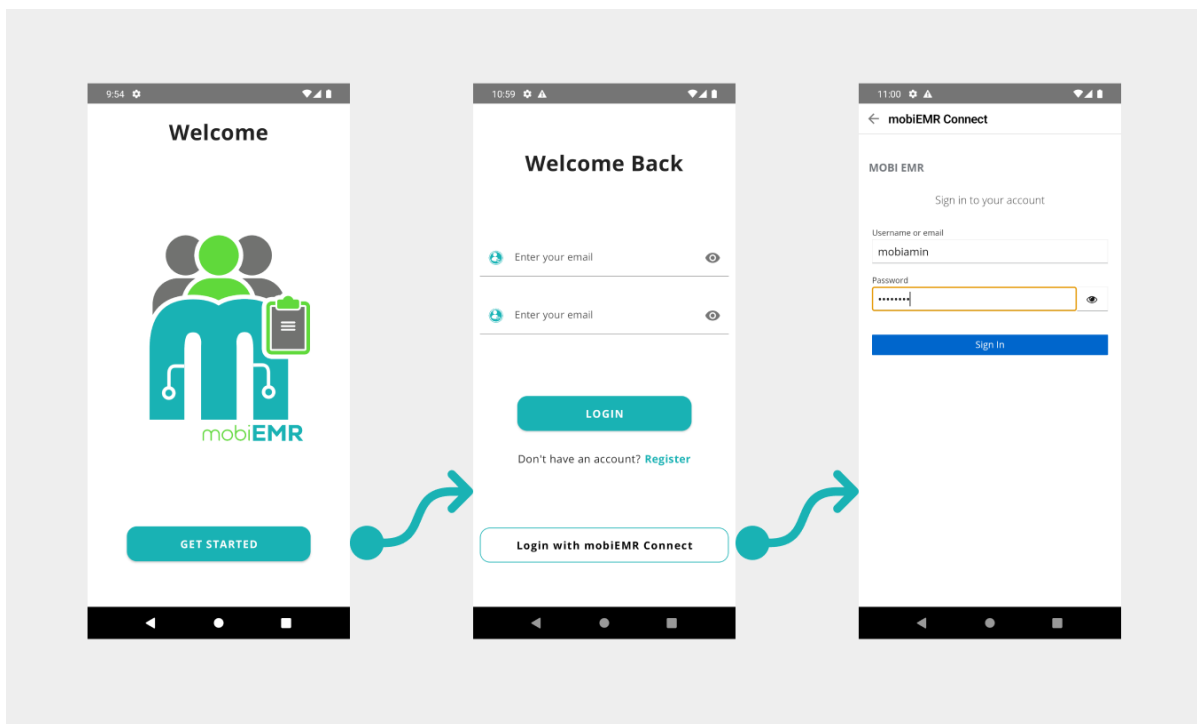 9:54
Welcome
mobiEMR
GET STARTED
10:59
Welcome Back
Enter your email
Enter your email
LOGIN
Don't have an account? Register
Login with mobiEMR Connect
11:00
mobiEMR Connect
MOBI EMR
Sign in to your account
Username or email
mobiamin
Password
••••••••
Sign In